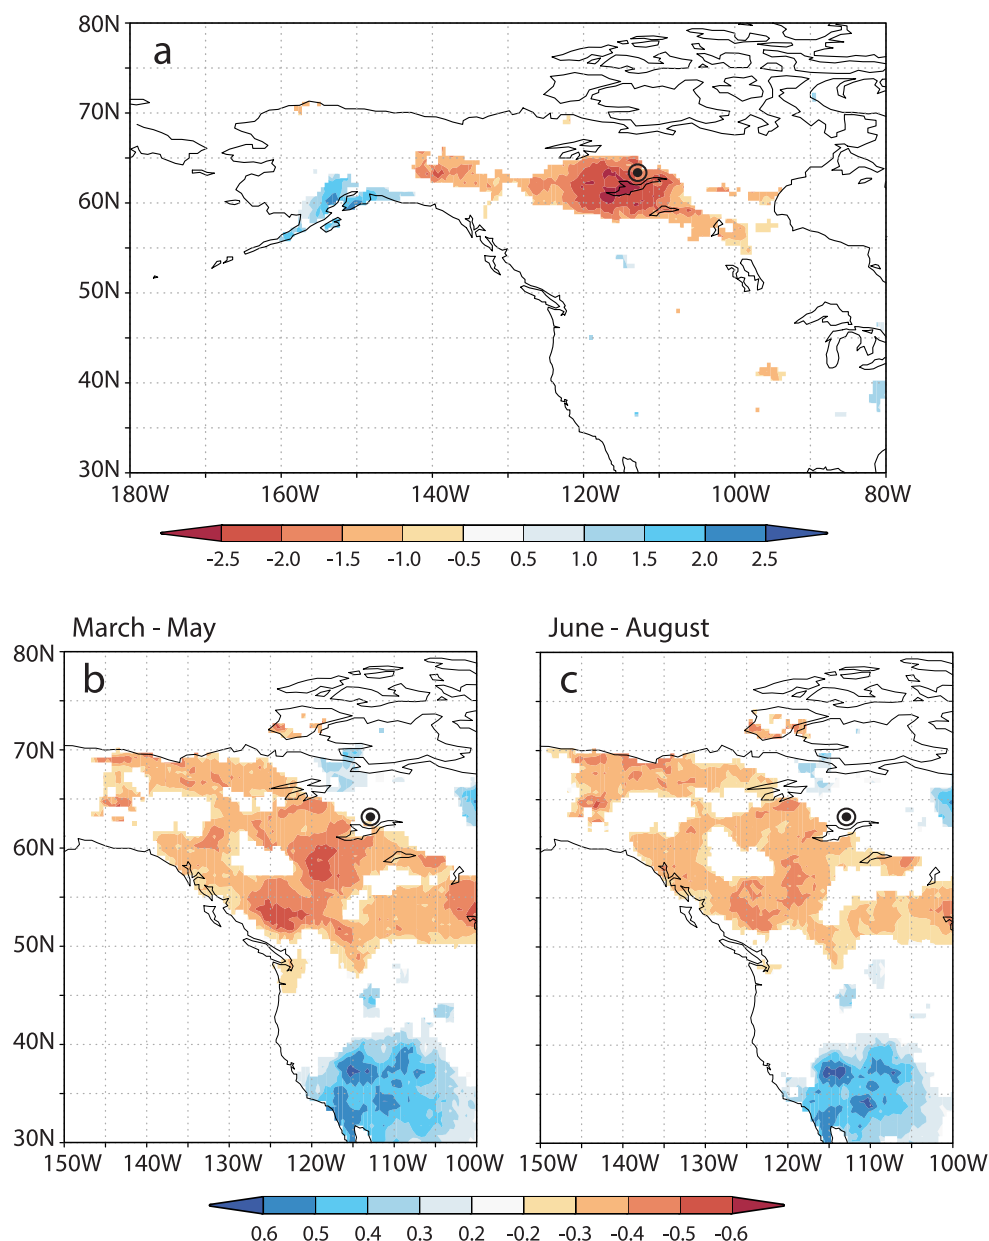 a
80N
70N
60N
50N
40N
30N
180W 160W 140W 120W 100W 80W
-2.5 -2.0 -1.5 -1.0 -0.5 0.5 1.0 1.5 2.0 2.5
March - May June - August
b c
80N
70N
60N
50N
40N
30N
150W 140W 130W 120W 110W 100W 150W 140W 130W 120W 110W 100W
0.6 0.5 0.4 0.3 0.2 -0.2 -0.3 -0.4 -0.5 -0.6